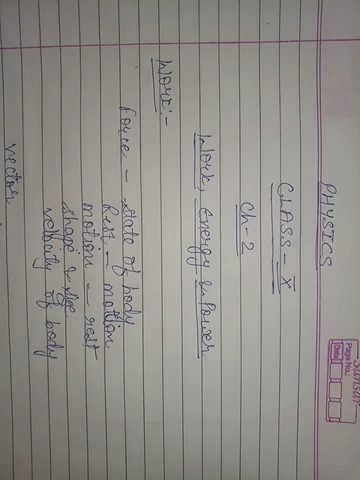 Sunsar
Page No.:
Date:
PHYSICS
CLASS - X
Ch - 2
Work, Energy & Power
Work:-
Force - state of body
Rest - motion
motion - rest
shape & size
velocity of body
vector